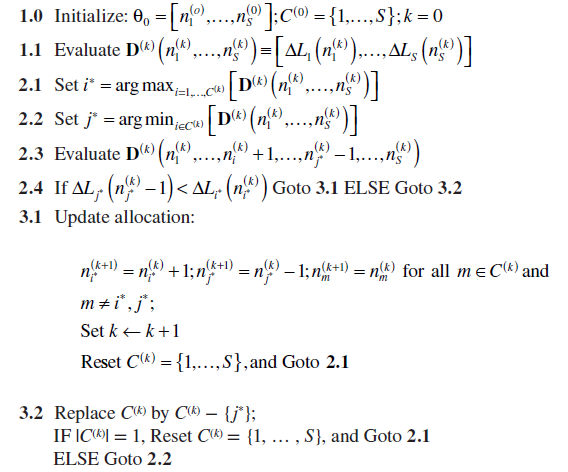 1.0 Initialize: θ₀ = [n₁⁽ᵒ⁾,…,n_S⁽⁰⁾]; C⁽⁰⁾ = {1,…,S}; k = 0
1.1 Evaluate D⁽ᵏ⁾(n₁⁽ᵏ⁾,…,n_S⁽ᵏ⁾) ≡ [ΔL₁(n₁⁽ᵏ⁾),…,ΔL_S(n_S⁽ᵏ⁾)]
2.1 Set i* = arg max_{i=1,…,C⁽ᵏ⁾} [D⁽ᵏ⁾(n₁⁽ᵏ⁾,…,n_S⁽ᵏ⁾)]
2.2 Set j* = arg min_{i∈C⁽ᵏ⁾} [D⁽ᵏ⁾(n₁⁽ᵏ⁾,…,n_S⁽ᵏ⁾)]
2.3 Evaluate D⁽ᵏ⁾(n₁⁽ᵏ⁾,…,n_{i*}⁽ᵏ⁾ + 1,…,n_{j*}⁽ᵏ⁾ − 1,…,n_S⁽ᵏ⁾)
2.4 If ΔL_{j*}(n_{j*}⁽ᵏ⁾ − 1) < ΔL_{i*}(n_{i*}⁽ᵏ⁾) Goto 3.1 ELSE Goto 3.2
3.1 Update allocation:
n_{i*}⁽ᵏ⁺¹⁾ = n_{i*}⁽ᵏ⁾ + 1; n_{j*}⁽ᵏ⁺¹⁾ = n_{j*}⁽ᵏ⁾ − 1; n_m⁽ᵏ⁺¹⁾ = n_m⁽ᵏ⁾ for all m ∈ C⁽ᵏ⁾ and
m ≠ i*, j*;
Set k ← k + 1
Reset C⁽ᵏ⁾ = {1,…,S}, and Goto 2.1
3.2 Replace C⁽ᵏ⁾ by C⁽ᵏ⁾ – {j*};
IF |C⁽ᵏ⁾| = 1, Reset C⁽ᵏ⁾ = {1, … , S}, and Goto 2.1
ELSE Goto 2.2